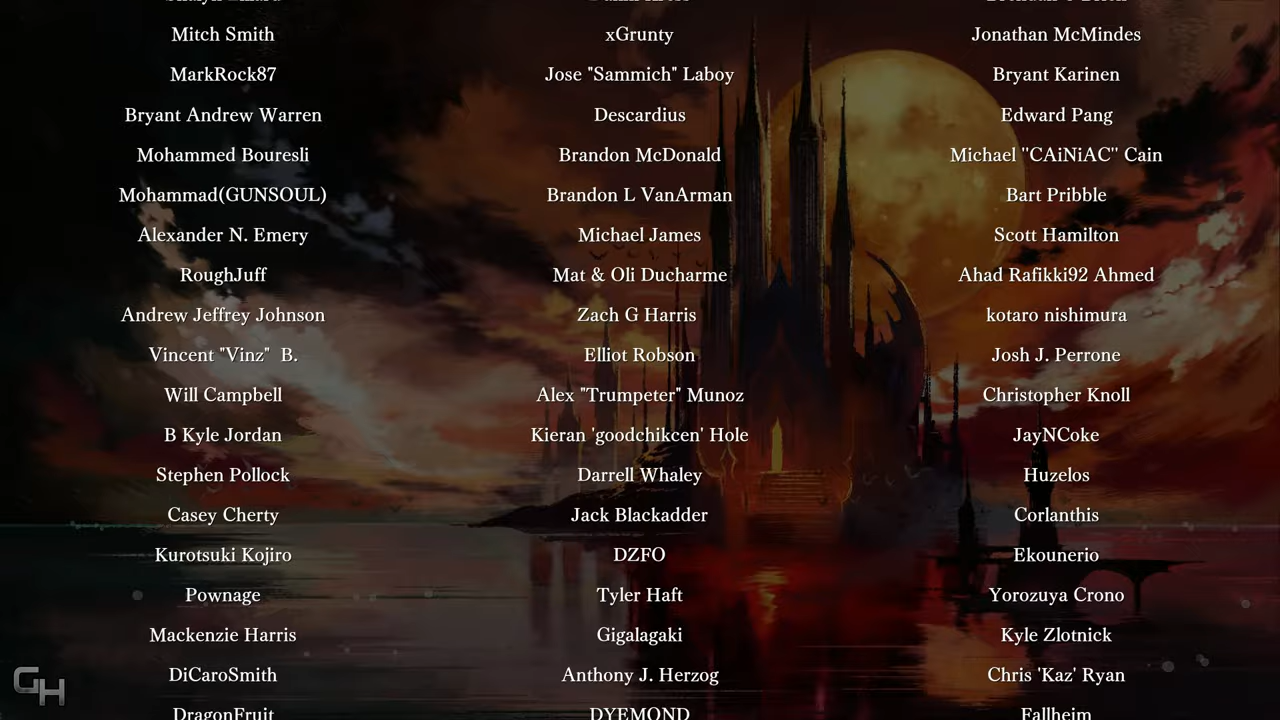 Mitch Smith
xGrunty
Jonathan McMindes
MarkRock87
Jose "Sammich" Laboy
Bryant Karinen
Bryant Andrew Warren
Descardius
Edward Pang
Mohammed Bouresli
Brandon McDonald
Michael "CAiNiAC" Cain
Mohammad(GUNSOUL)
Brandon L VanArman
Bart Pribble
Alexander N. Emery
Michael James
Scott Hamilton
RoughJuff
Mat & Oli Ducharme
Ahad Rafikki92 Ahmed
Andrew Jeffrey Johnson
Zach G Harris
kotaro nishimura
Vincent "Vinz"  B.
Elliot Robson
Josh J. Perrone
Will Campbell
Alex "Trumpeter" Munoz
Christopher Knoll
B Kyle Jordan
Kieran 'goodchikcen' Hole
JayNCoke
Stephen Pollock
Darrell Whaley
Huzelos
Casey Cherty
Jack Blackadder
Corlanthis
Kurotsuki Kojiro
DZFO
Ekounerio
Pownage
Tyler Haft
Yorozuya Crono
Mackenzie Harris
Gigalagaki
Kyle Zlotnick
DiCaroSmith
Anthony J. Herzog
Chris 'Kaz' Ryan
DragonFruit
DYEMOND
Fallheim
GH